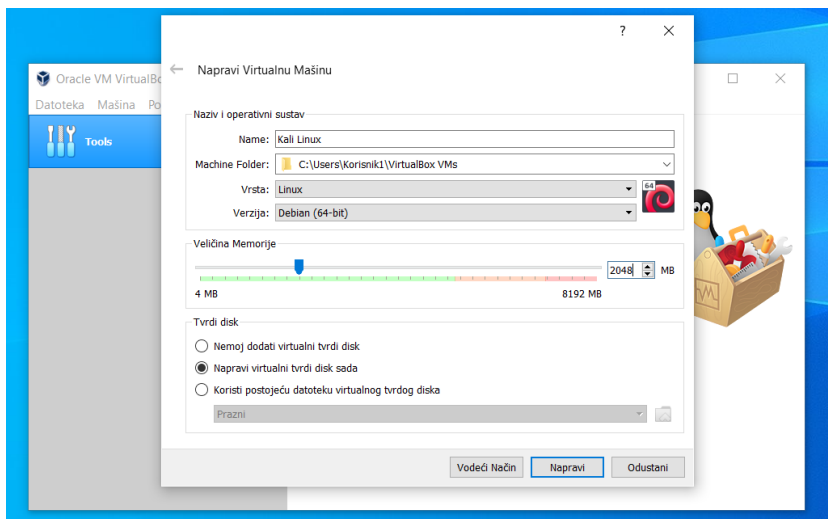 ?
Oracle VM VirtualBo
Datoteka Mašina Po
Tools
Napravi Virtualnu Mašinu
Naziv i operativni sustav
Name: Kali Linux
Machine Folder: C:\Users\Korisnik1\VirtualBox VMs
Vrsta: Linux
64
Verzija: Debian (64-bit)
Veličina Memorije
2048 MB
4 MB 8192 MB
Tvrdi disk
Nemoj dodati virtualni tvrdi disk
Napravi virtualni tvrdi disk sada
Koristi postojeću datoteku virtualnog tvrdog diska
Prazni
Vodeći Način Napravi Odustani